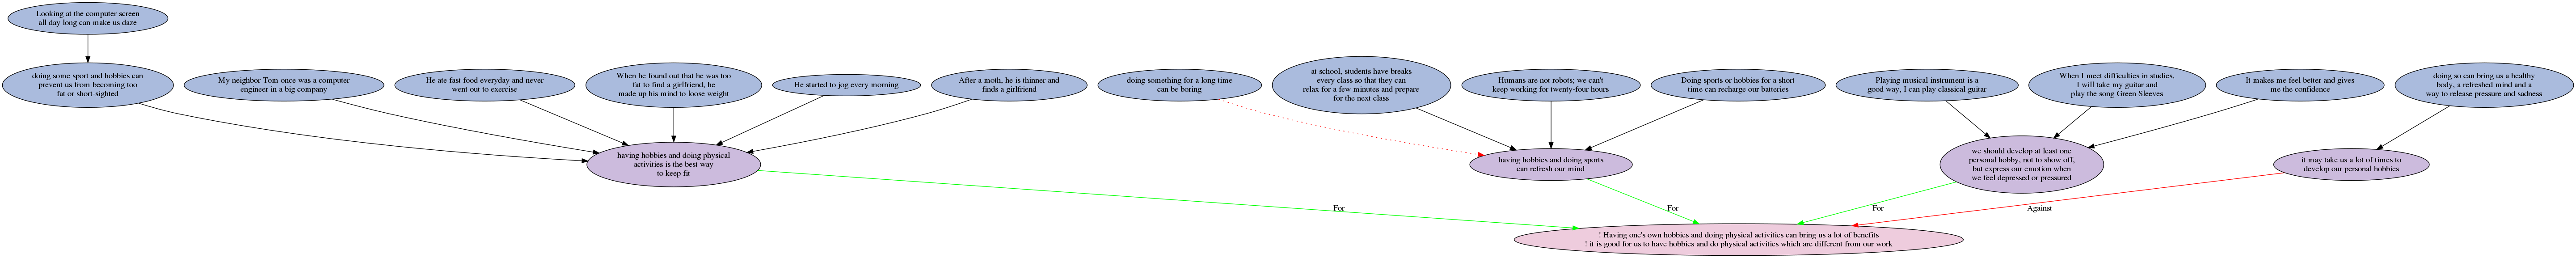 Looking at the computer screen
all day long can make us daze
doing some sport and hobbies can
prevent us from becoming too
fat or short-sighted
My neighbor Tom once was a computer
engineer in a big company
He ate fast food everyday and never
went out to exercise
When he found out that he was too
fat to find a girlfriend, he
made up his mind to loose weight
He started to jog every morning
After a moth, he is thinner and
finds a girlfriend
doing something for a long time
can be boring
at school, students have breaks
every class so that they can
relax for a few minutes and prepare
for the next class
Humans are not robots; we can't
keep working for twenty-four hours
Doing sports or hobbies for a short
time can recharge our batteries
Playing musical instrument is a
good way, I can play classical guitar
When I meet difficulties in studies,
I will take my guitar and
play the song Green Sleeves
It makes me feel better and gives
me the confidence
doing so can bring us a healthy
body, a refreshed mind and a
way to release pressure and sadness
having hobbies and doing physical
activities is the best way
to keep fit
having hobbies and doing sports
can refresh our mind
we should develop at least one
personal hobby, not to show off,
but express our emotion when
we feel depressed or pressured
it may take us a lot of times to
develop our personal hobbies
For
For
For
Against
! Having one's own hobbies and doing physical activities can bring us a lot of benefits
! it is good for us to have hobbies and do physical activities which are different from our work